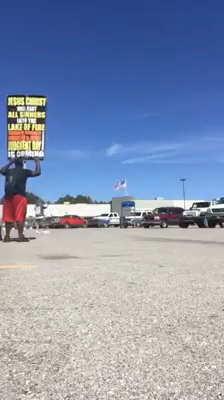 JESUS CHRIST
WILL CAST
ALL SINNERS
INTO THE
LAKE OF FIRE
JUDGMENT DAY
IS COMING!